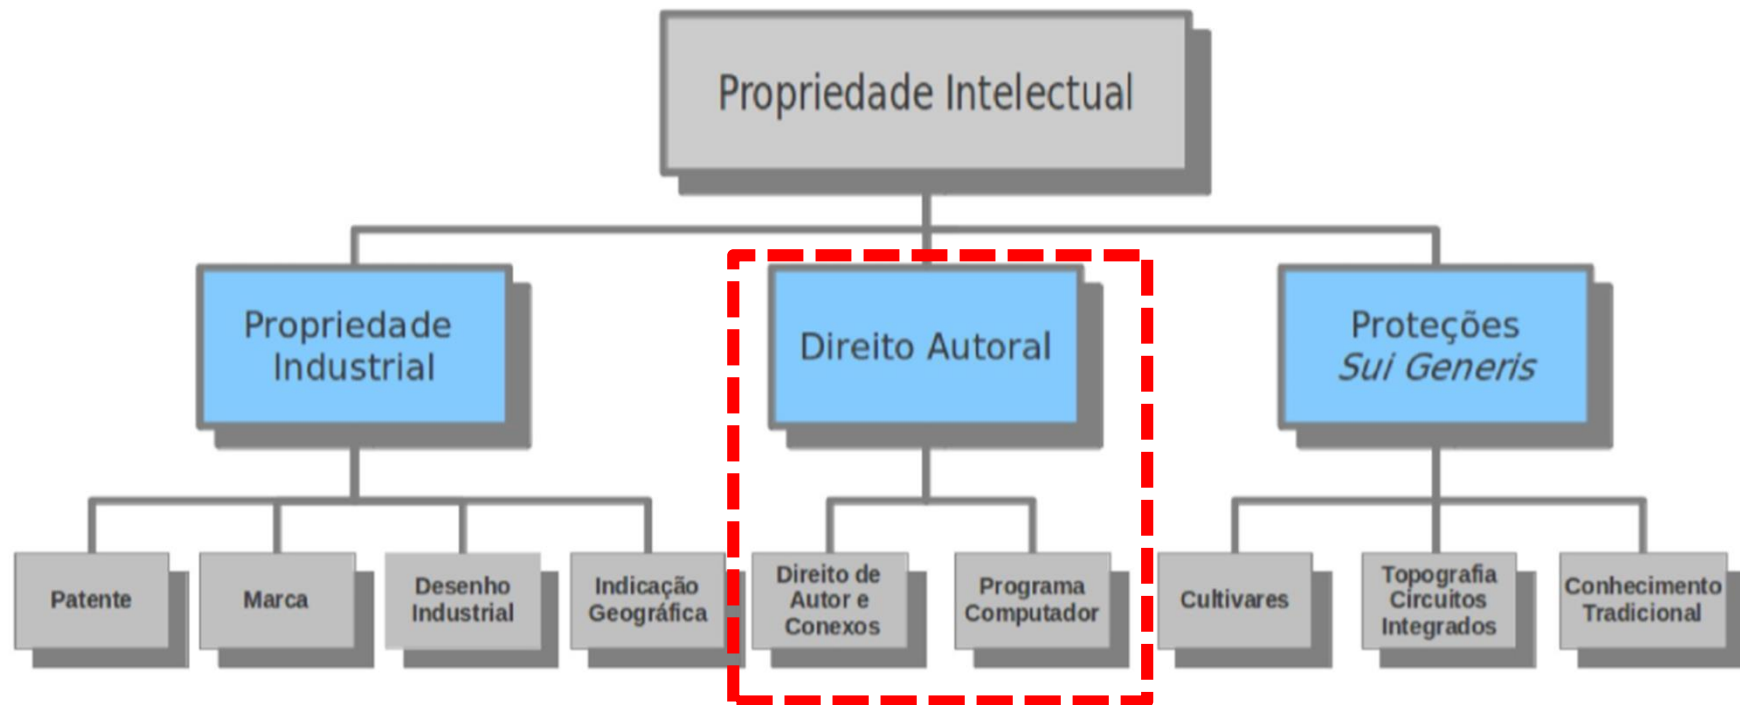 Propriedade Intelectual
Propriedade
Industrial
Direito Autoral
Proteções
Sui Generis
Patente
Marca
Desenho
Industrial
Indicação
Geográfica
Direito de
Autor e
Conexos
Programa
Computador
Cultivares
Topografia
Circuitos
Integrados
Conhecimento
Tradicional